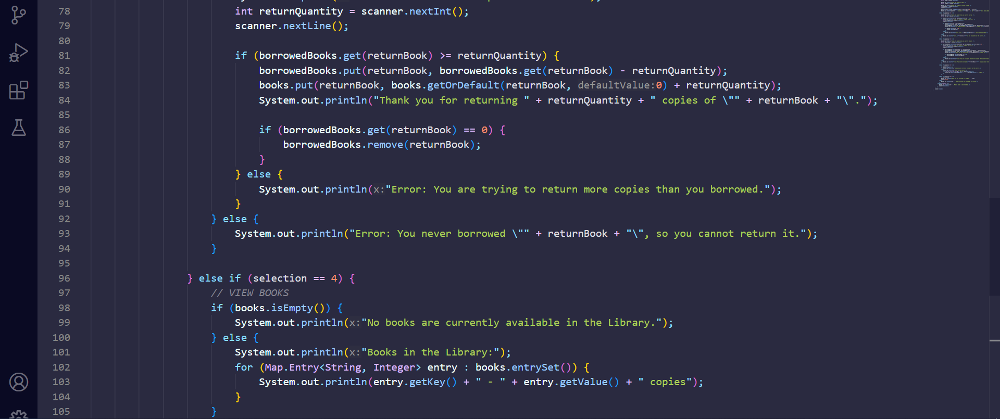 78 int returnQuantity = scanner.nextInt();
79 scanner.nextLine();
80
81 if (borrowedBooks.get(returnBook) >= returnQuantity) {
82 borrowedBooks.put(returnBook, borrowedBooks.get(returnBook) - returnQuantity);
83 books.put(returnBook, books.getOrDefault(returnBook, defaultValue:0) + returnQuantity);
84 System.out.println("Thank you for returning " + returnQuantity + " copies of \"" + returnBook + "\".");
85
86 if (borrowedBooks.get(returnBook) == 0) {
87 borrowedBooks.remove(returnBook);
88 }
89 } else {
90 System.out.println(x:"Error: You are trying to return more copies than you borrowed.");
91 }
92 } else {
93 System.out.println("Error: You never borrowed \"" + returnBook + "\", so you cannot return it.");
94 }
95
96 } else if (selection == 4) {
97 // VIEW BOOKS
98 if (books.isEmpty()) {
99 System.out.println(x:"No books are currently available in the Library.");
100 } else {
101 System.out.println(x:"Books in the Library:");
102 for (Map.Entry<String, Integer> entry : books.entrySet()) {
103 System.out.println(entry.getKey() + " - " + entry.getValue() + " copies");
104 }
105 }